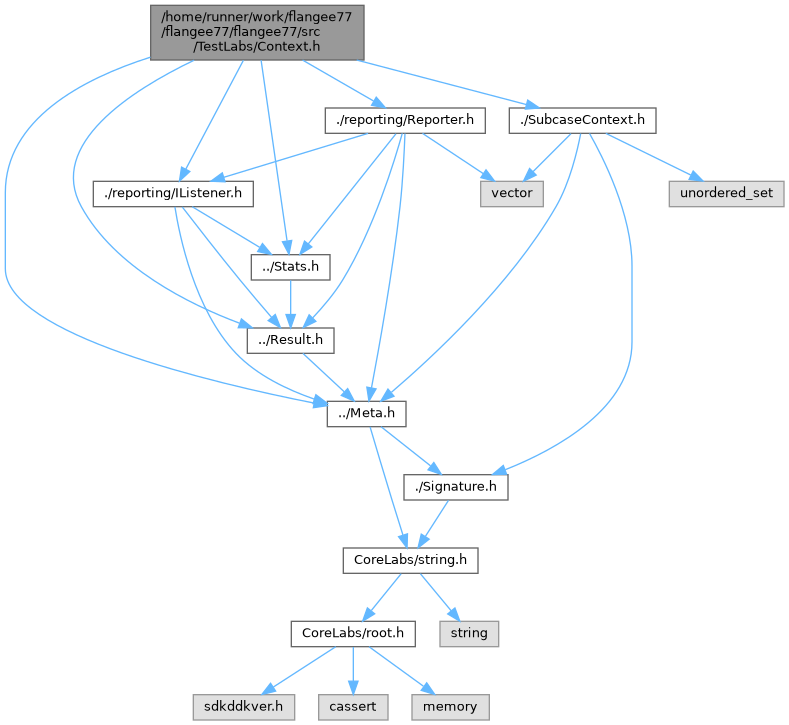 /home/runner/work/flangee77
/flangee77/flangee77/src
/TestLabs/Context.h
./reporting/Reporter.h
./SubcaseContext.h
./reporting/IListener.h
vector
unordered_set
../Stats.h
../Result.h
../Meta.h
./Signature.h
CoreLabs/string.h
CoreLabs/root.h
string
sdkddkver.h
cassert
memory